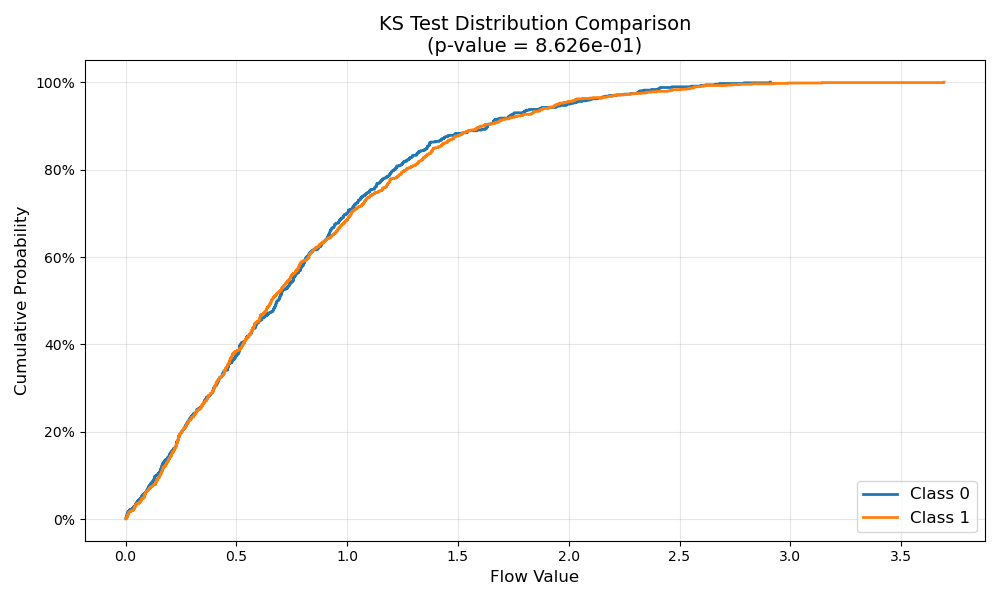 KS Test Distribution Comparison
(p-value = 8.626e-01)
100%
80%
60%
40%
20%
0%
Cumulative Probability
0.0 0.5 1.0 1.5 2.0 2.5 3.0 3.5
Flow Value
Class 0
Class 1